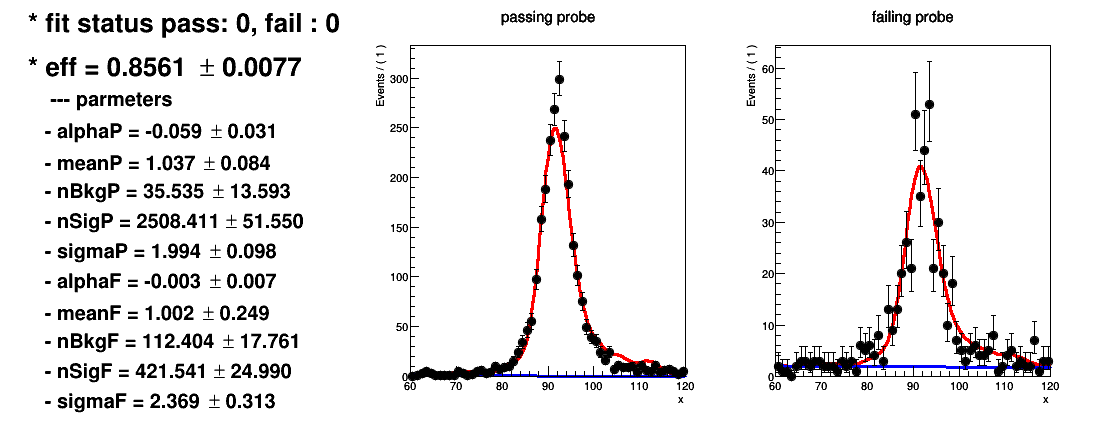 * fit status pass: 0, fail : 0
* eff = 0.8561 ± 0.0077
--- parmeters
- alphaP = -0.059 ± 0.031
- meanP = 1.037 ± 0.084
- nBkgP = 35.535 ± 13.593
- nSigP = 2508.411 ± 51.550
- sigmaP = 1.994 ± 0.098
- alphaF = -0.003 ± 0.007
- meanF = 1.002 ± 0.249
- nBkgF = 112.404 ± 17.761
- nSigF = 421.541 ± 24.990
- sigmaF = 2.369 ± 0.313
passing probe
Events / ( 1 )
300
250
200
150
100
50
0
60 70 80 90 100 110 120
x
failing probe
Events / ( 1 )
60
50
40
30
20
10
0
60 70 80 90 100 110 120
x